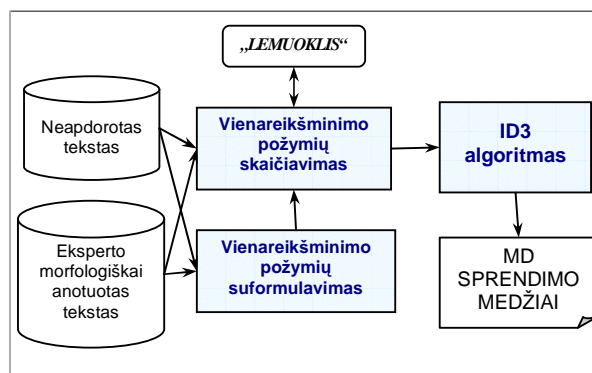 „LEMUOKLIS“
Neapdorotas
tekstas
Vienareikšminimo
požymių
skaičiavimas
ID3
algoritmas
Eksperto
morfologiškai
anotuotas
tekstas
Vienareikšminimo
požymių
suformulavimas
MD
SPRENDIMO
MEDŽIAI